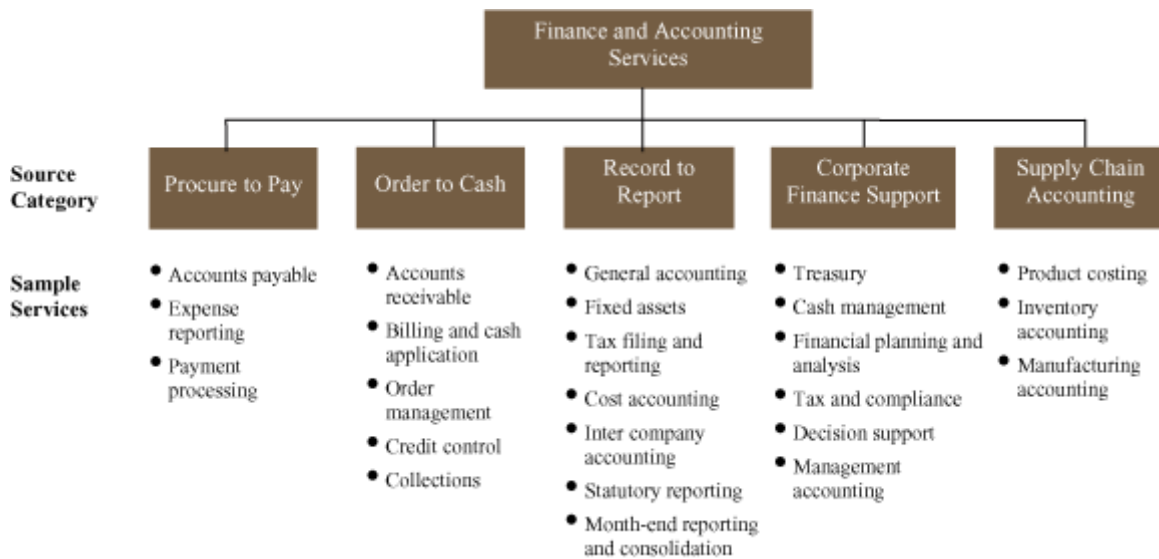 Finance and Accounting
Services
Source
Category
Procure to Pay
Order to Cash
Record to
Report
Corporate
Finance Support
Supply Chain
Accounting
Sample
Services
• Accounts payable
• Expense
reporting
• Payment
processing
• Accounts
receivable
• Billing and cash
application
• Order
management
• Credit control
• Collections
• General accounting
• Fixed assets
• Tax filing and
reporting
• Cost accounting
• Inter company
accounting
• Statutory reporting
• Month-end reporting
and consolidation
• Treasury
• Cash management
• Financial planning and
analysis
• Tax and compliance
• Decision support
• Management
accounting
• Product costing
• Inventory
accounting
• Manufacturing
accounting